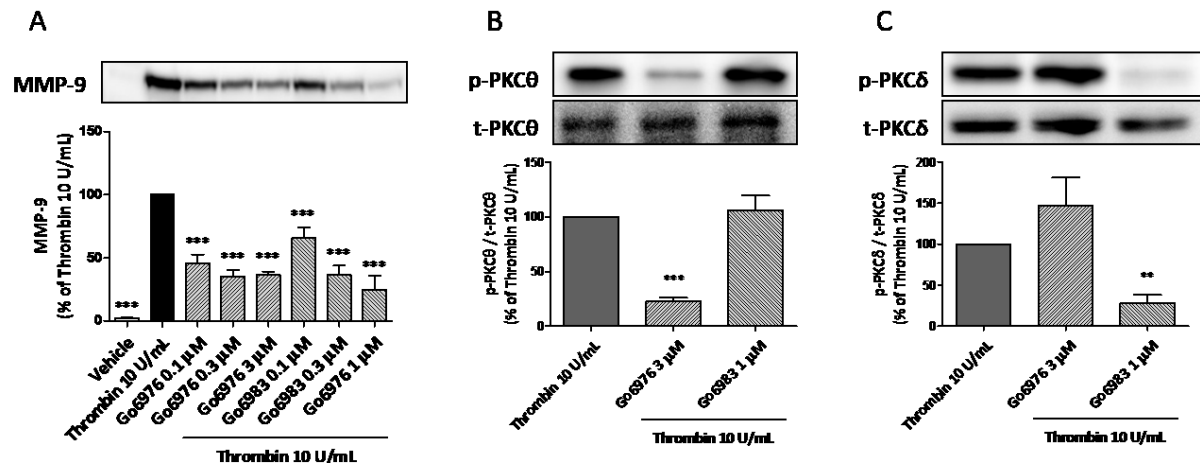 A
MMP-9
MMP-9
(% of Thrombin 10 U/mL)
150
100
50
0
***
***
***
***
***
***
***
Vehicle
Thrombin 10 U/mL
Go6976 0.1 μM
Go6976 0.3 μM
Go6976 3 μM
Go6983 0.1 μM
Go6983 0.3 μM
Go6976 1 μM
Thrombin 10 U/mL
B
p-PKCθ
t-PKCθ
p-PKCθ / t-PKCθ
(% of Thrombin 10 U/mL)
150
100
50
0
***
Thrombin 10 U/mL
Go6976 3 μM
Go6983 1 μM
Thrombin 10 U/mL
C
p-PKCδ
t-PKCδ
p-PKCδ / t-PKCδ
(% of Thrombin 10 U/mL)
200
150
100
50
0
**
Thrombin 10 U/mL
Go6976 3 μM
Go6983 1 μM
Thrombin 10 U/mL